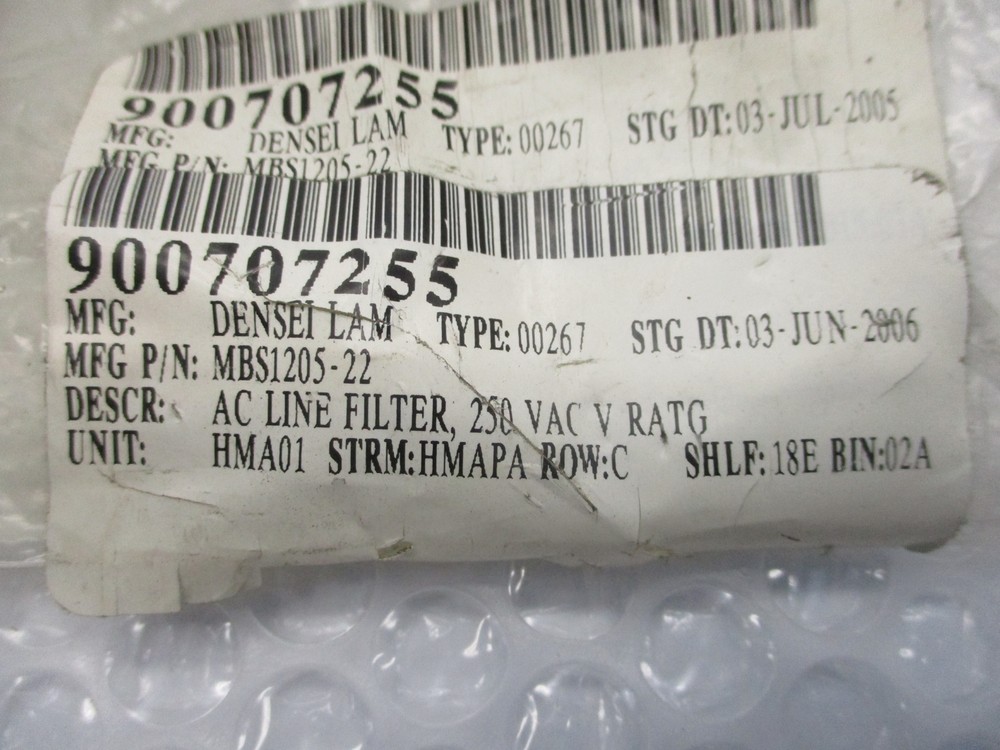 900707255
MFG: DENSEI LAM TYPE: 00267 STG DT: 03-JUL-2005
MFG P/N: MBS1205-22
900707255
MFG: DENSEI LAM TYPE: 00267 STG DT: 03-JUN-2006
MFG P/N: MBS1205-22
DESCR: AC LINE FILTER, 250 VAC V RATG
UNIT: HMA01 STRM: HMAPA ROW:C SHLF: 18E BIN:02A